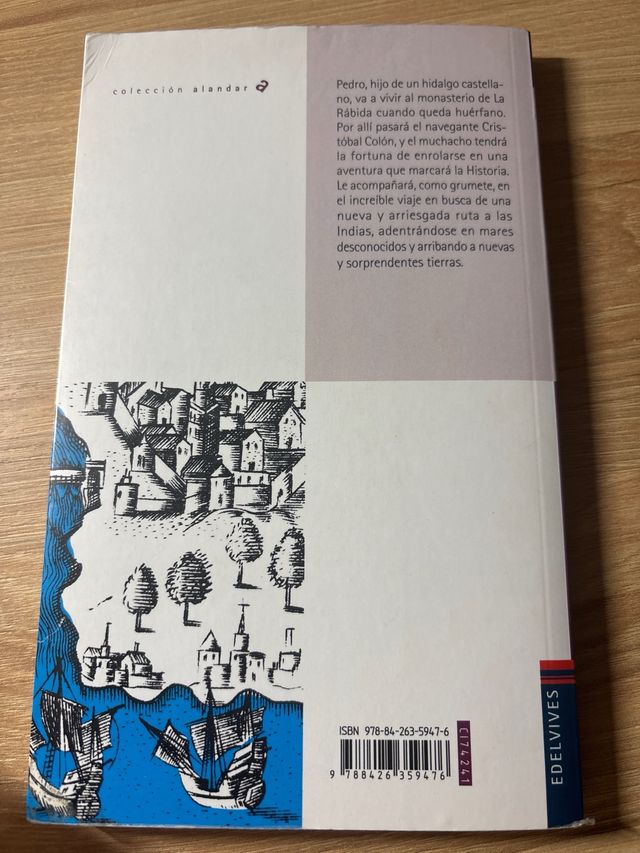 colección alandar a
Pedro, hijo de un hidalgo castella-
no, va a vivir al monasterio de La
Rábida cuando queda huérfano.
Por allí pasará el navegante Cris-
tóbal Colón, y el muchacho tendrá
la fortuna de enrolarse en una
aventura que marcará la Historia.
Le acompañará, como grumete, en
el increíble viaje en busca de una
nueva y arriesgada ruta a las
Indias, adentrándose en mares
desconocidos y arribando a nuevas
y sorprendentes tierras.
ISBN 978-84-263-5947-6
9 788426 359476
CI74241
EDELVIVES